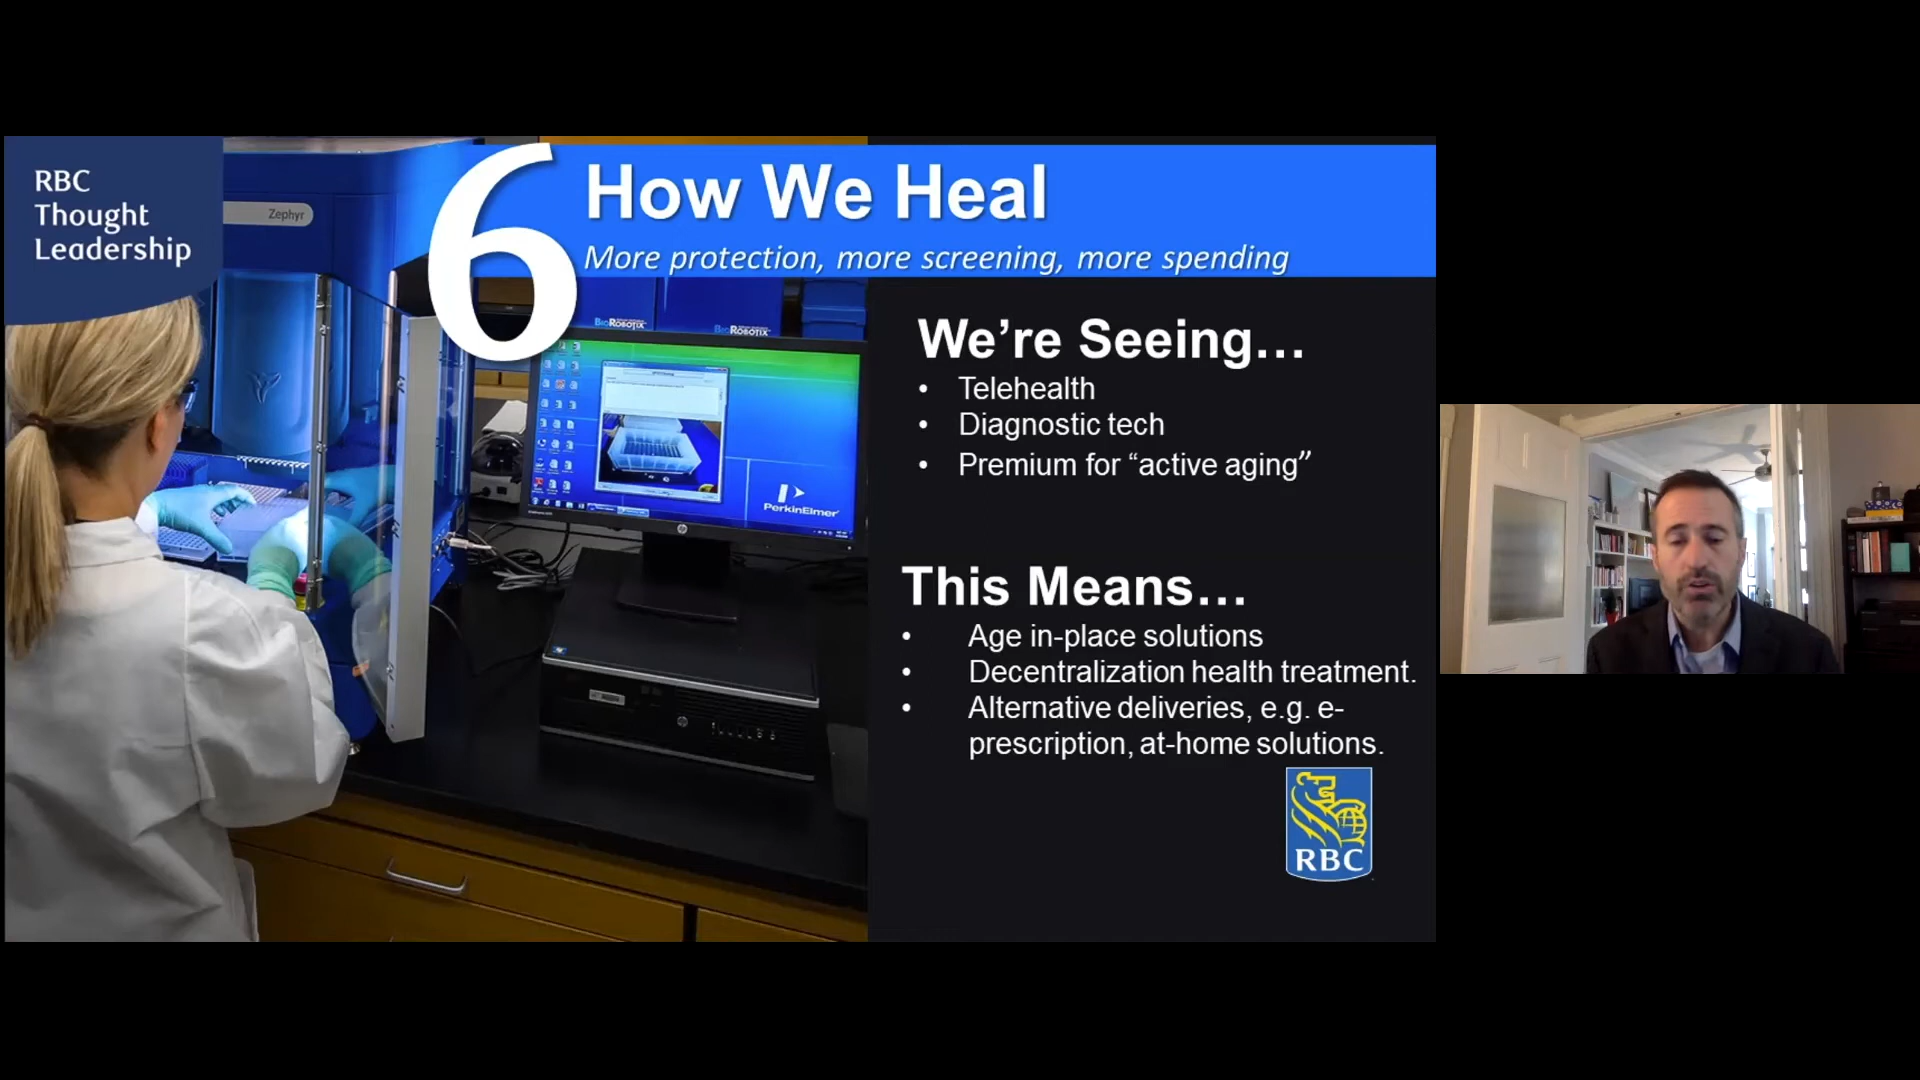 RBC
Thought
Leadership
Zephyr
6
How We Heal
More protection, more screening, more spending
BioRobotix
BioRobotix
PerkinElmer
We’re Seeing…
• Telehealth
• Diagnostic tech
• Premium for “active aging”
This Means…
• Age in-place solutions
• Decentralization health treatment.
• Alternative deliveries, e.g. e-
prescription, at-home solutions.
RBC